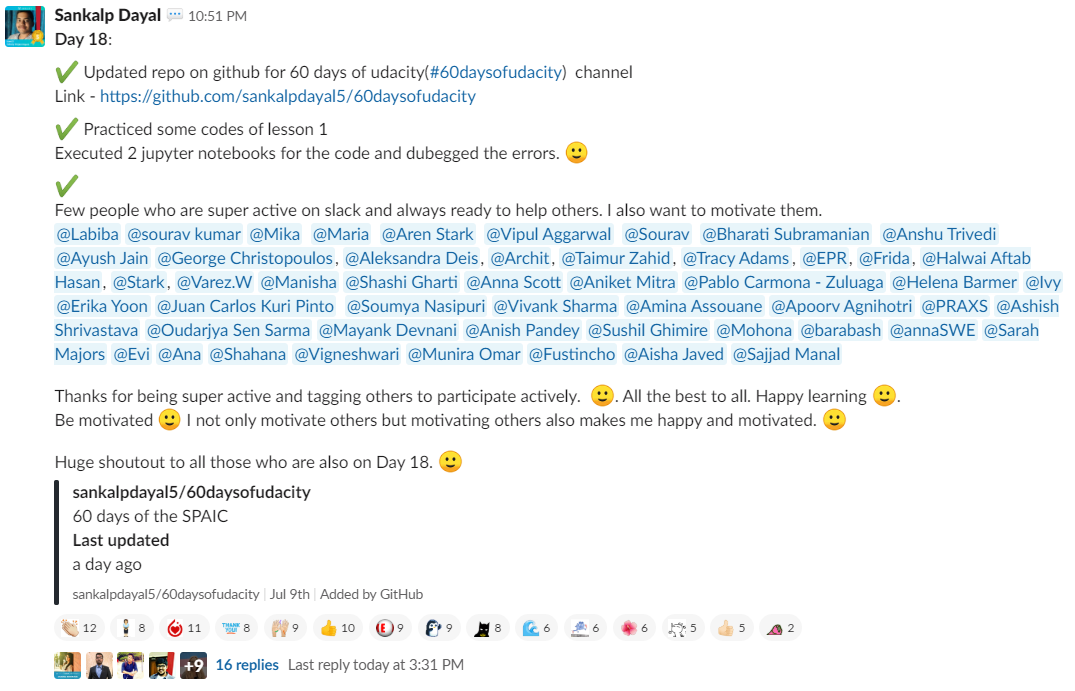 Sankalp Dayal 10:51 PM
Day 18:
Updated repo on github for 60 days of udacity(#60daysofudacity) channel
Link - https://github.com/sankalpdayal5/60daysofudacity
Practiced some codes of lesson 1
Executed 2 jupyter notebooks for the code and dubegged the errors.
Few people who are super active on slack and always ready to help others. I also want to motivate them.
@Labiba @sourav kumar @Mika @Maria @Aren Stark @Vipul Aggarwal @Sourav @Bharati Subramanian @Anshu Trivedi
@Ayush Jain @George Christopoulos, @Aleksandra Deis, @Archit, @Taimur Zahid, @Tracy Adams, @EPR, @Frida, @Halwai Aftab
Hasan, @Stark, @Varez.W @Manisha @Shashi Gharti @Anna Scott @Aniket Mitra @Pablo Carmona - Zuluaga @Helena Barmer @Ivy
@Erika Yoon @Juan Carlos Kuri Pinto @Soumya Nasipuri @Vivank Sharma @Amina Assouane @Apoorv Agnihotri @PRAXS @Ashish
Shrivastava @Oudarjya Sen Sarma @Mayank Devnani @Anish Pandey @Sushil Ghimire @Mohona @barabash @annaSWE @Sarah
Majors @Evi @Ana @Shahana @Vigneshwari @Munira Omar @Fustincho @Aisha Javed @Sajjad Manal
Thanks for being super active and tagging others to participate actively. . All the best to all. Happy learning .
Be motivated I not only motivate others but motivating others also makes me happy and motivated.
Huge shoutout to all those who are also on Day 18.
sankalpdayal5/60daysofudacity
60 days of the SPAIC
Last updated
a day ago
sankalpdayal5/60daysofudacity | Jul 9th | Added by GitHub
12 8 11 THANK YOU! 8 9 10 E 9 9 8 6 6 6 5 5 2
+9 16 replies Last reply today at 3:31 PM